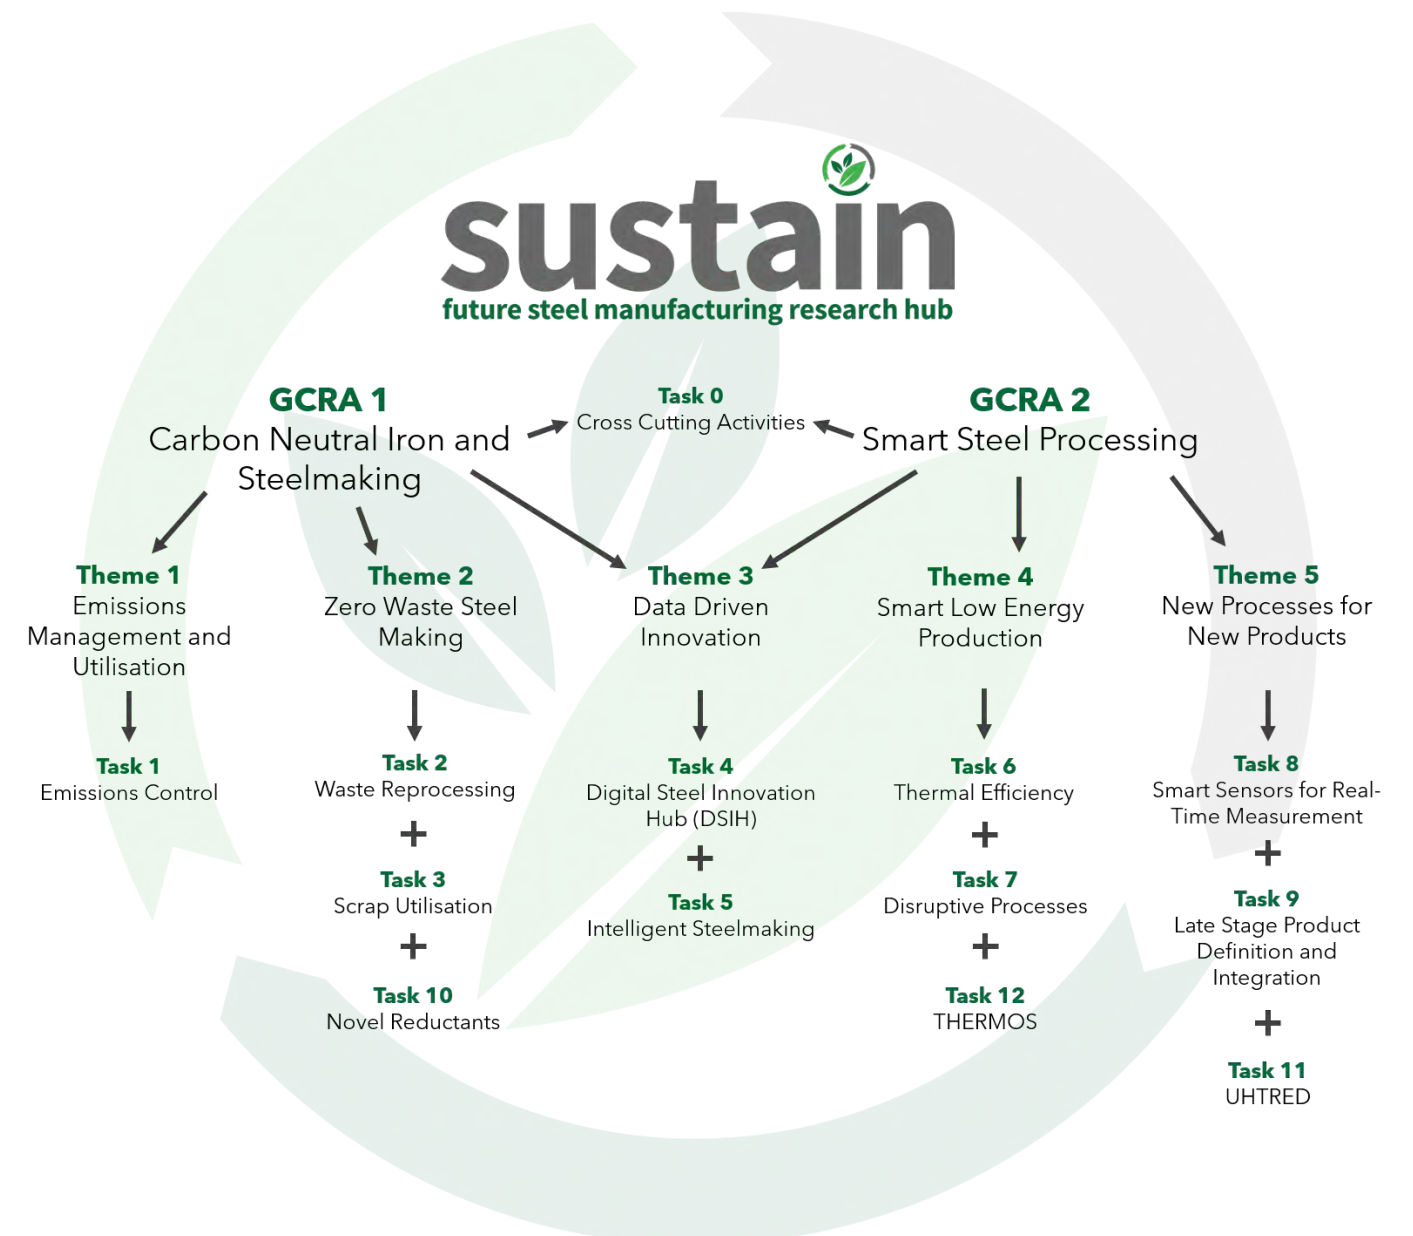 sustain
future steel manufacturing research hub
GCRA 1
Carbon Neutral Iron and
Steelmaking
Task 0
Cross Cutting Activities
GCRA 2
Smart Steel Processing
Theme 1
Emissions
Management and
Utilisation
Theme 2
Zero Waste Steel
Making
Theme 3
Data Driven
Innovation
Theme 4
Smart Low Energy
Production
Theme 5
New Processes for
New Products
Task 1
Emissions Control
Task 2
Waste Reprocessing
+
Task 3
Scrap Utilisation
+
Task 10
Novel Reductants
Task 4
Digital Steel Innovation
Hub (DSIH)
+
Task 5
Intelligent Steelmaking
Task 6
Thermal Efficiency
+
Task 7
Disruptive Processes
+
Task 12
THERMOS
Task 8
Smart Sensors for Real-
Time Measurement
+
Task 9
Late Stage Product
Definition and
Integration
+
Task 11
UHTRED